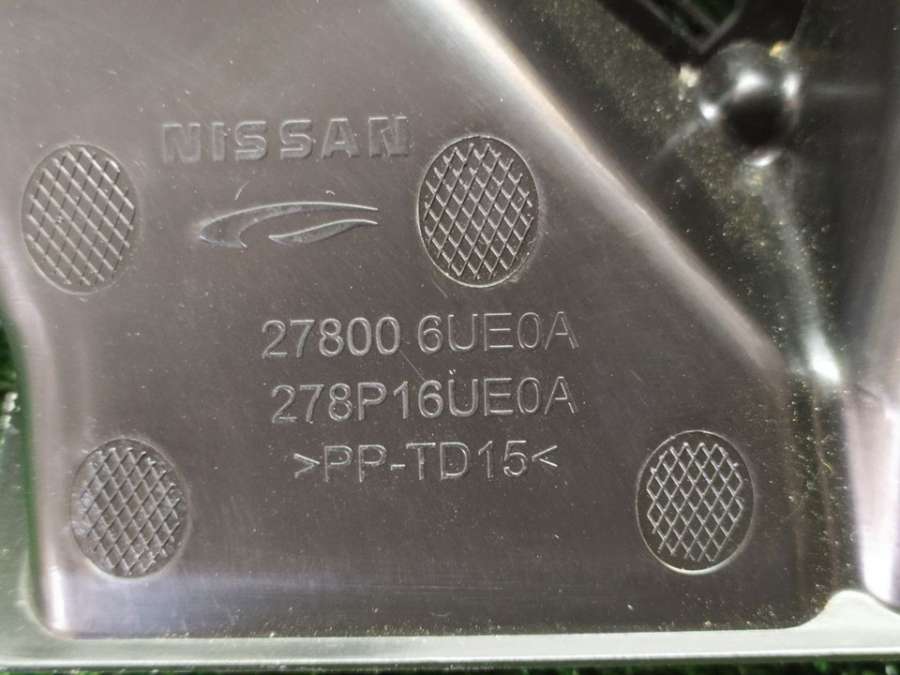 NISSAN
27800 6UE0A
278P16UE0A
>PP-TD15<